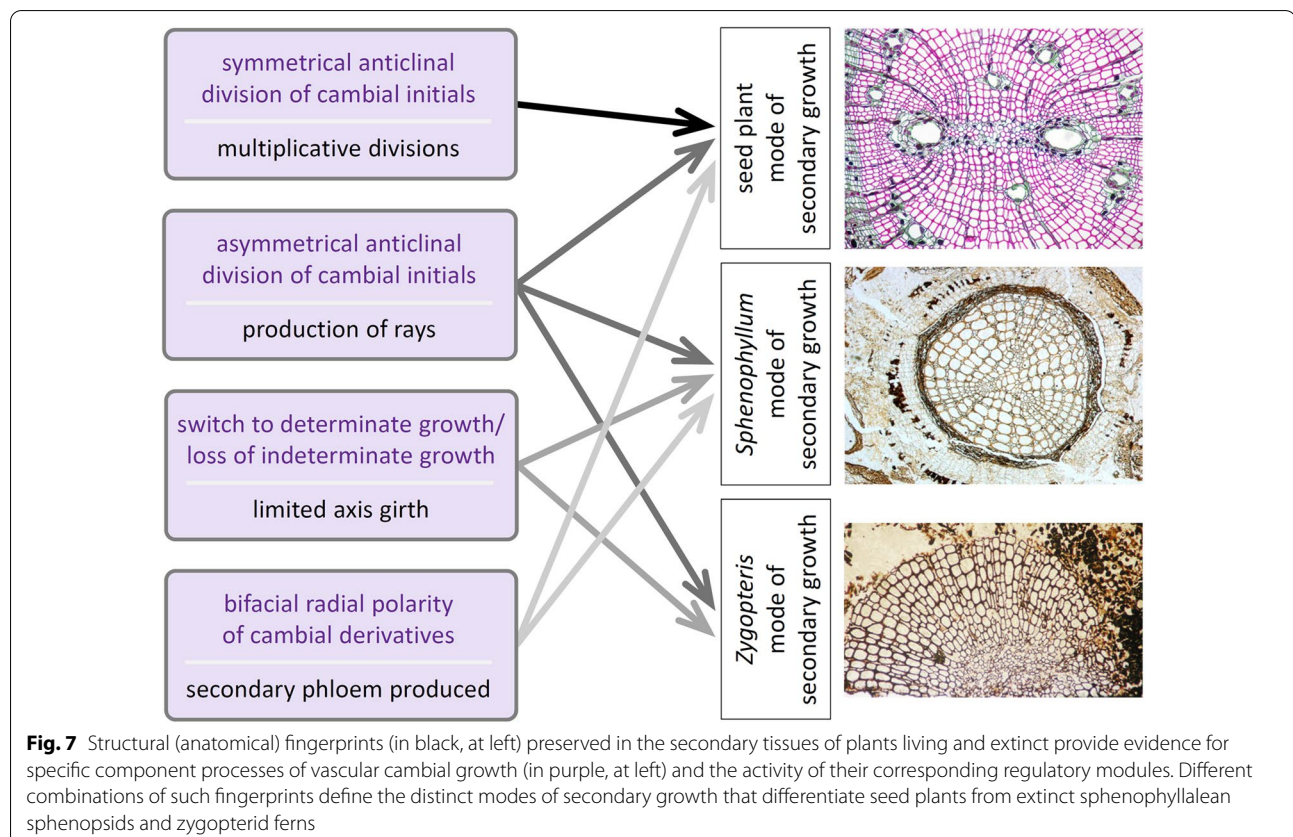 symmetrical anticlinal
division of cambial initials
multiplicative divisions
asymmetrical anticlinal
division of cambial initials
production of rays
switch to determinate growth/
loss of indeterminate growth
limited axis girth
bifacial radial polarity
of cambial derivatives
secondary phloem produced
seed plant
mode of
secondary growth
Sphenophyllum
mode of
secondary growth
Zygopteris
mode of
secondary growth
Fig. 7 Structural (anatomical) fingerprints (in black, at left) preserved in the secondary tissues of plants living and extinct provide evidence for
specific component processes of vascular cambial growth (in purple, at left) and the activity of their corresponding regulatory modules. Different
combinations of such fingerprints define the distinct modes of secondary growth that differentiate seed plants from extinct sphenophyllalean
sphenopsids and zygopterid ferns